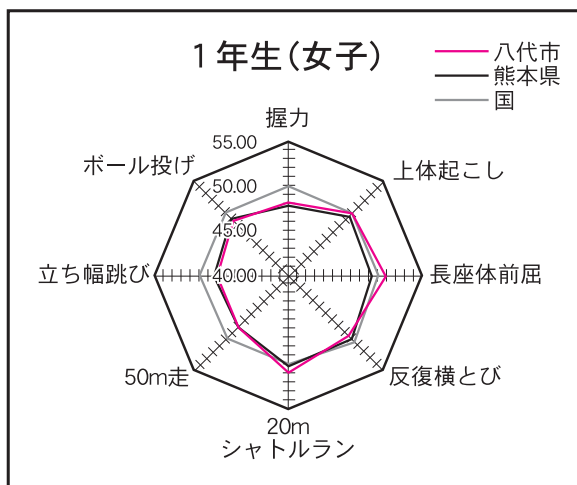 1年生(女子)
八代市
熊本県
国
握力
55.00
ボール投げ
上体起こし
50.00
45.00
立ち幅跳び
40.00
長座体前屈
50m走
反復横とび
20m
シャトルラン